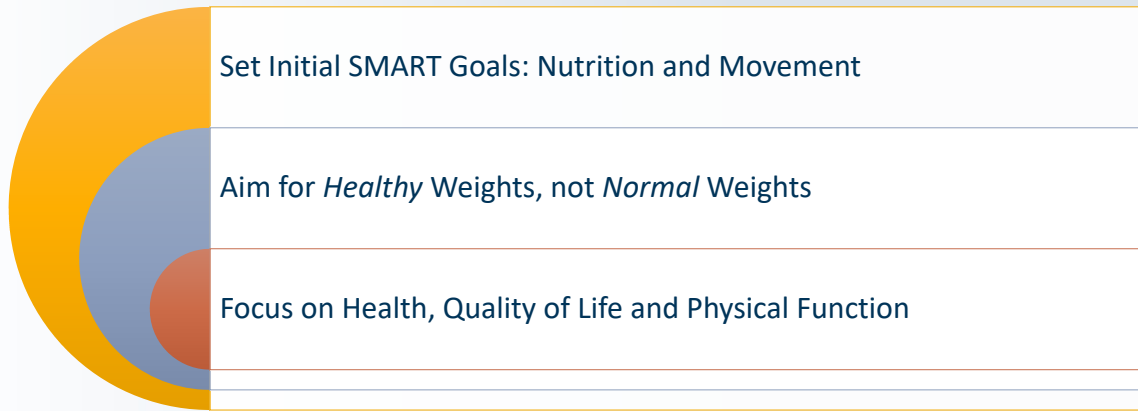 Set Initial SMART Goals: Nutrition and Movement
Aim for Healthy Weights, not Normal Weights
Focus on Health, Quality of Life and Physical Function